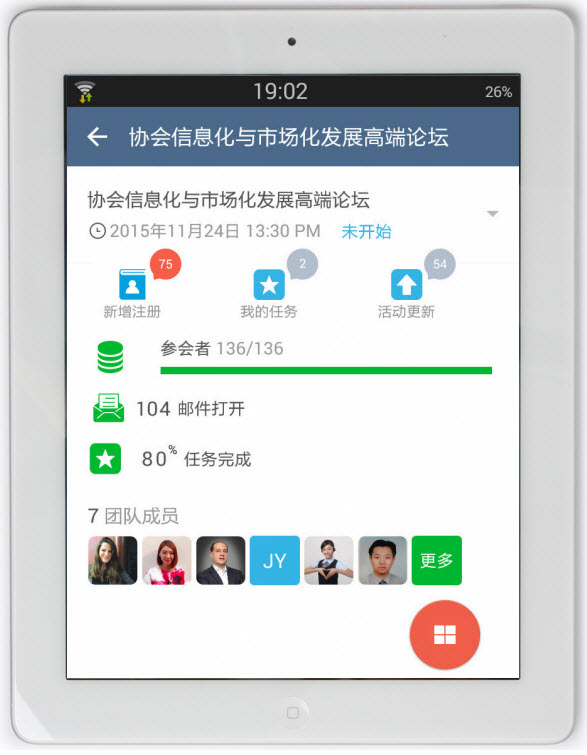 19:02
26%
协会信息化与市场化发展高端论坛
协会信息化与市场化发展高端论坛
2015年11月24日 13:30 PM 未开始
75
2
54
新增注册
我的任务
活动更新
参会者 136/136
104 邮件打开
80% 任务完成
7 团队成员
JY
更多